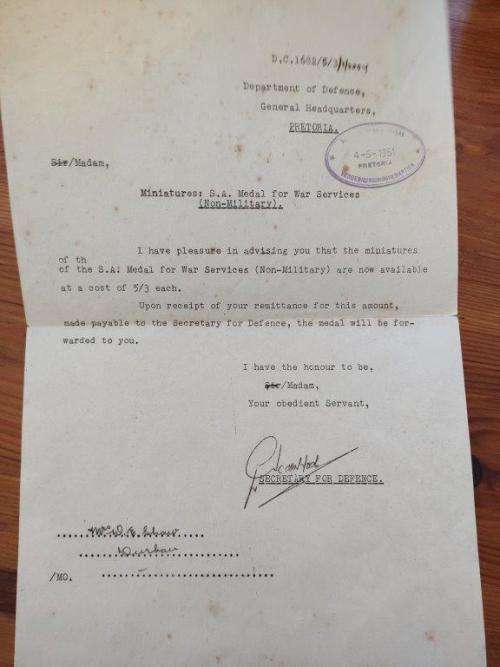 D.C.1682/5/
Department of Defence,
General Headquarters,
PRETORIA.
4-5-1951
PRETORIA
Sir/Madam,
Miniatures: S.A. Medal for War Services
(Non-Military).
I have pleasure in advising you that the miniatures
of th
of the S.A. Medal for War Services (Non-Military) are now available
at a cost of 5/3 each.
Upon receipt of your remittance for this amount,
made payable to the Secretary for Defence, the medal will be for-
warded to you.
I have the honour to be.
Sir/Madam,
Your obedient Servant,
SECRETARY FOR DEFENCE.
Durban
/MO.